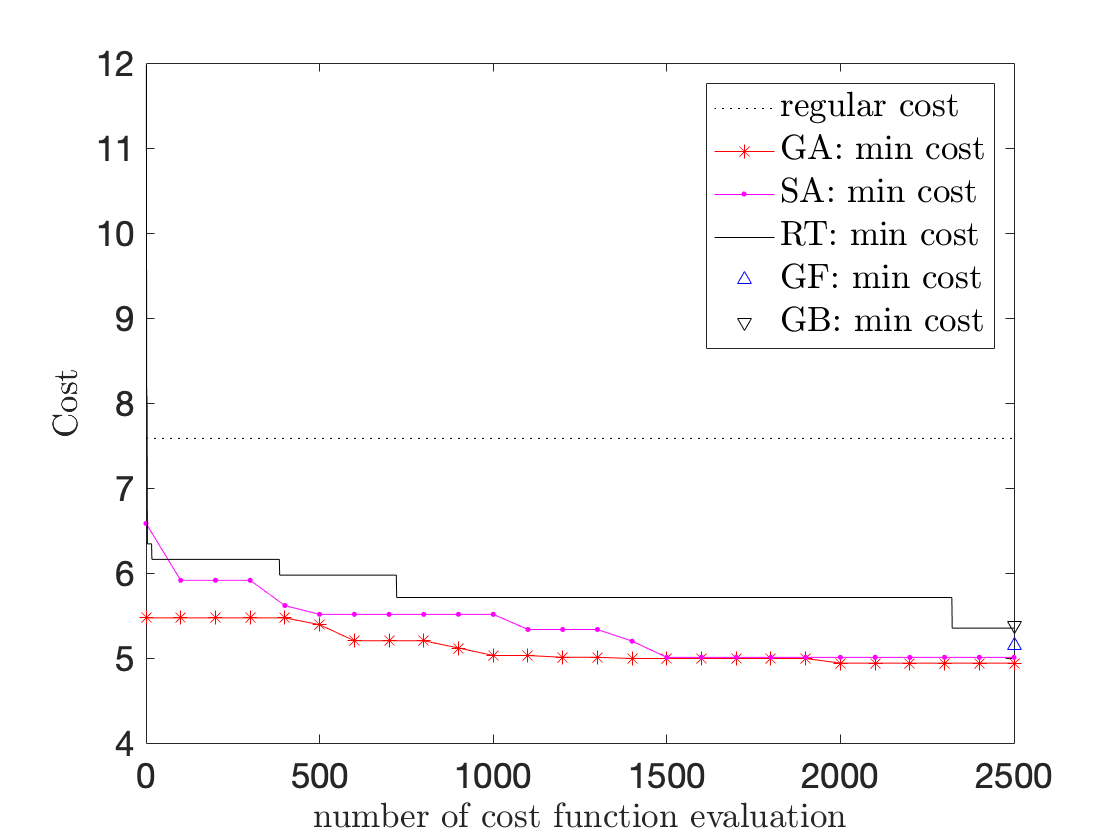 12
11
10
9
8
7
6
5
4
Cost
0 500 1000 1500 2000 2500
number of cost function evaluation
regular cost
GA: min cost
SA: min cost
RT: min cost
GF: min cost
GB: min cost